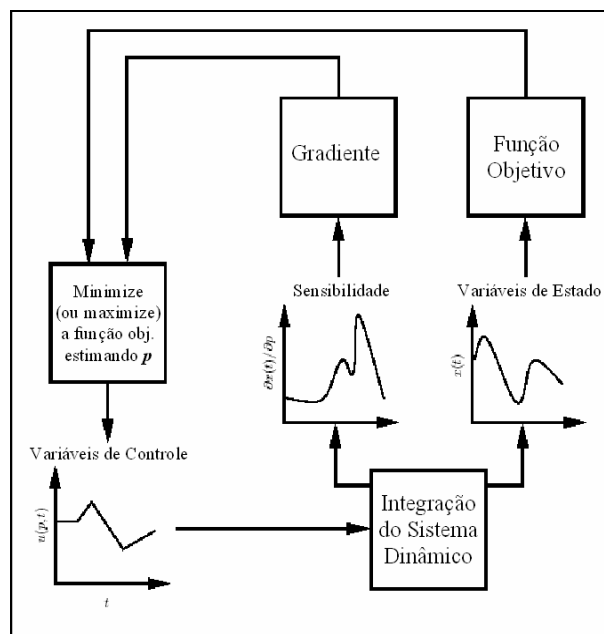 Gradiente
Função
Objetivo
Minimize
(ou maximize)
a função obj.
estimando p
Sensibilidade
∂x(t)/∂p
Variáveis de Estado
x(t)
Variáveis de Controle
u(p,t)
t
Integração
do Sistema
Dinâmico